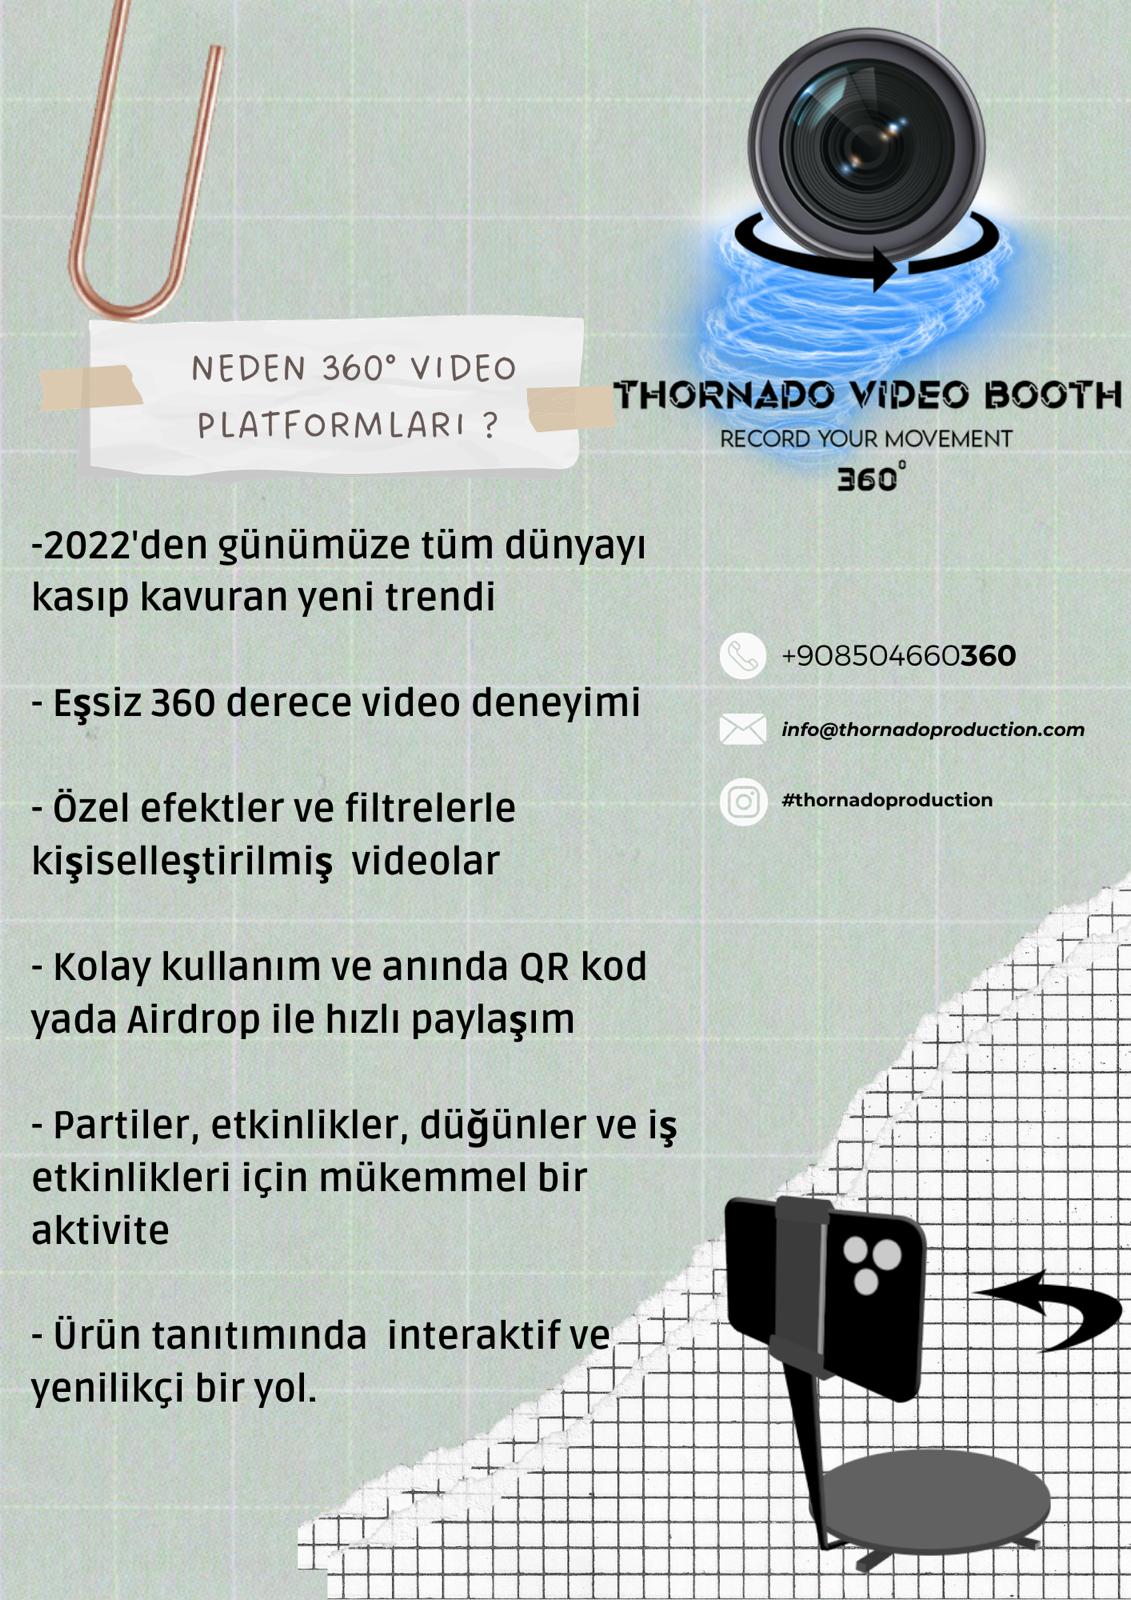 NEDEN 360° VIDEO
PLATFORMLARI ?
THORNADO VIDEO BOOTH
RECORD YOUR MOVEMENT
360°
-2022'den günümüze tüm dünyayı
kasıp kavuran yeni trendi
- Eşsiz 360 derece video deneyimi
- Özel efektler ve filtrelerle
kişiselleştirilmiş  videolar
- Kolay kullanım ve anında QR kod
yada Airdrop ile hızlı paylaşım
- Partiler, etkinlikler, düğünler ve iş
etkinlikleri için mükemmel bir
aktivite
- Ürün tanıtımında  interaktif ve
yenilikçi bir yol.
+908504660360
info@thornadoproduction.com
#thornadoproduction